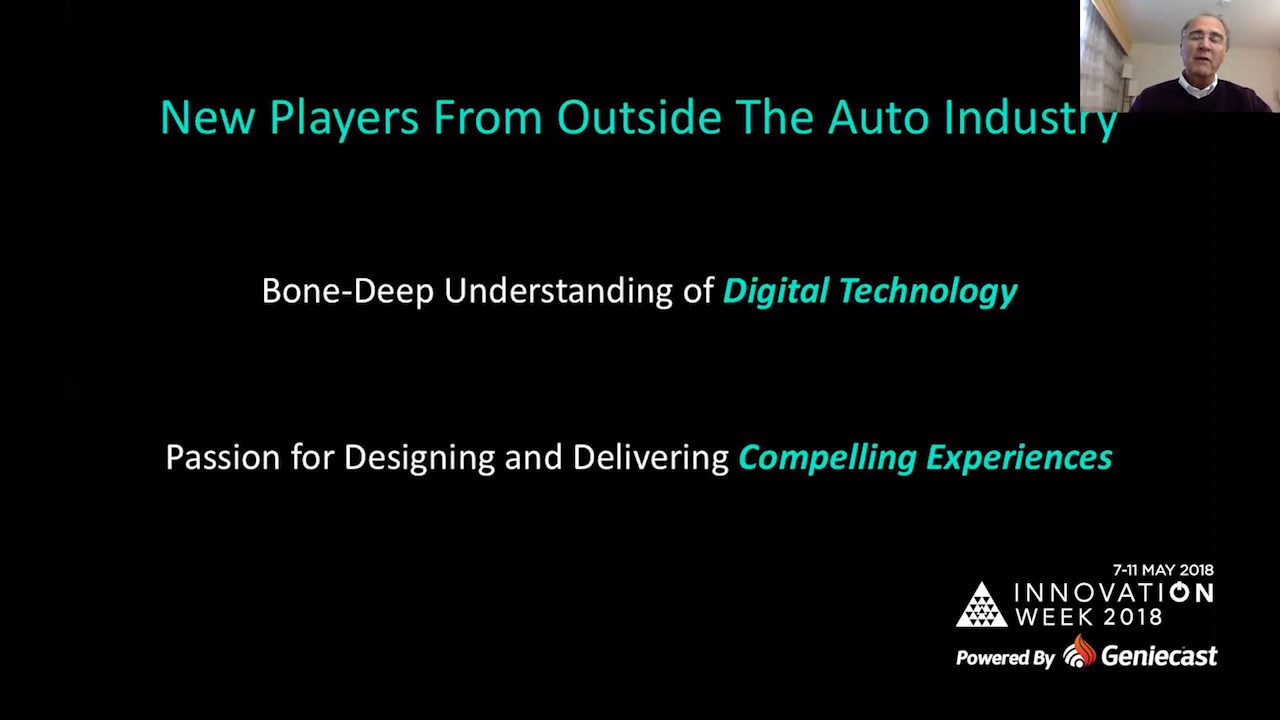 New Players From Outside The Auto Industry
Bone-Deep Understanding of Digital Technology
Passion for Designing and Delivering Compelling Experiences
7-11 MAY 2018
INNOVATION
WEEK 2018
Powered By Geniecast